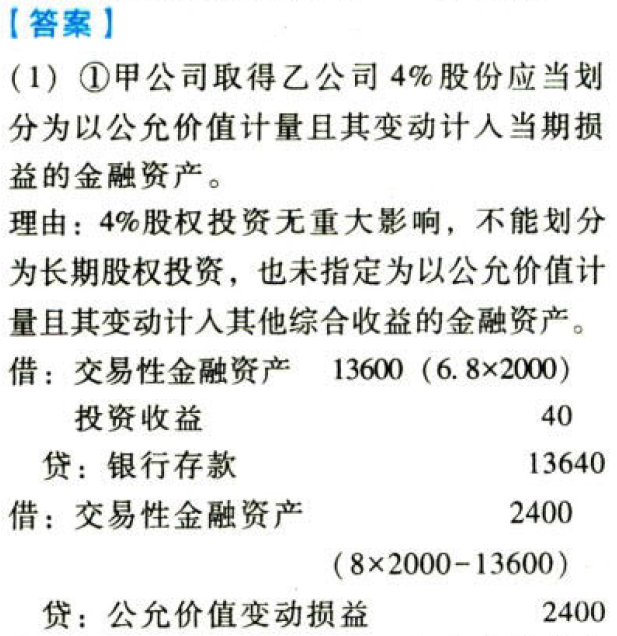 【答案】
(1) ①甲公司取得乙公司 4%股份应当划
分为以公允价值计量且其变动计入当期损
益的金融资产。
理由：4%股权投资无重大影响，不能划分
为长期股权投资，也未指定为以公允价值计
量且其变动计入其他综合收益的金融资产。
借：交易性金融资产 13600 (6.8×2000)
投资收益 40
贷：银行存款 13640
借：交易性金融资产 2400
(8×2000-13600)
贷：公允价值变动损益 2400